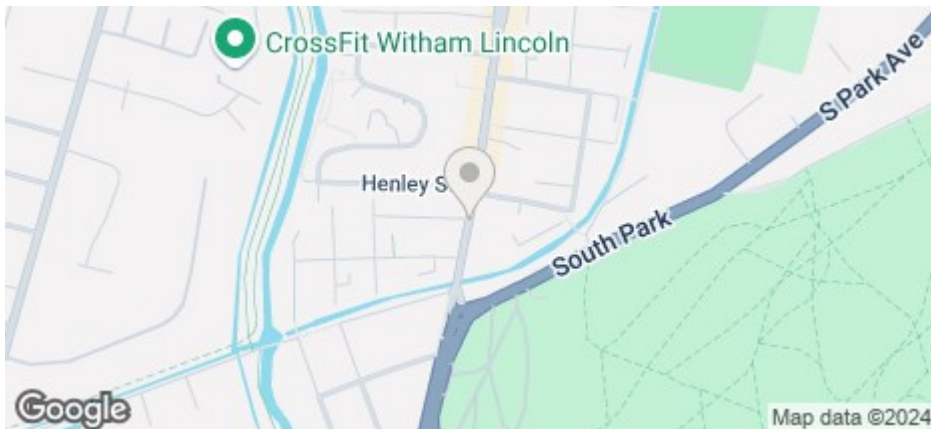 CrossFit Witham Lincoln
S Park Ave
Henley S
South Park
Google
Map data ©2024